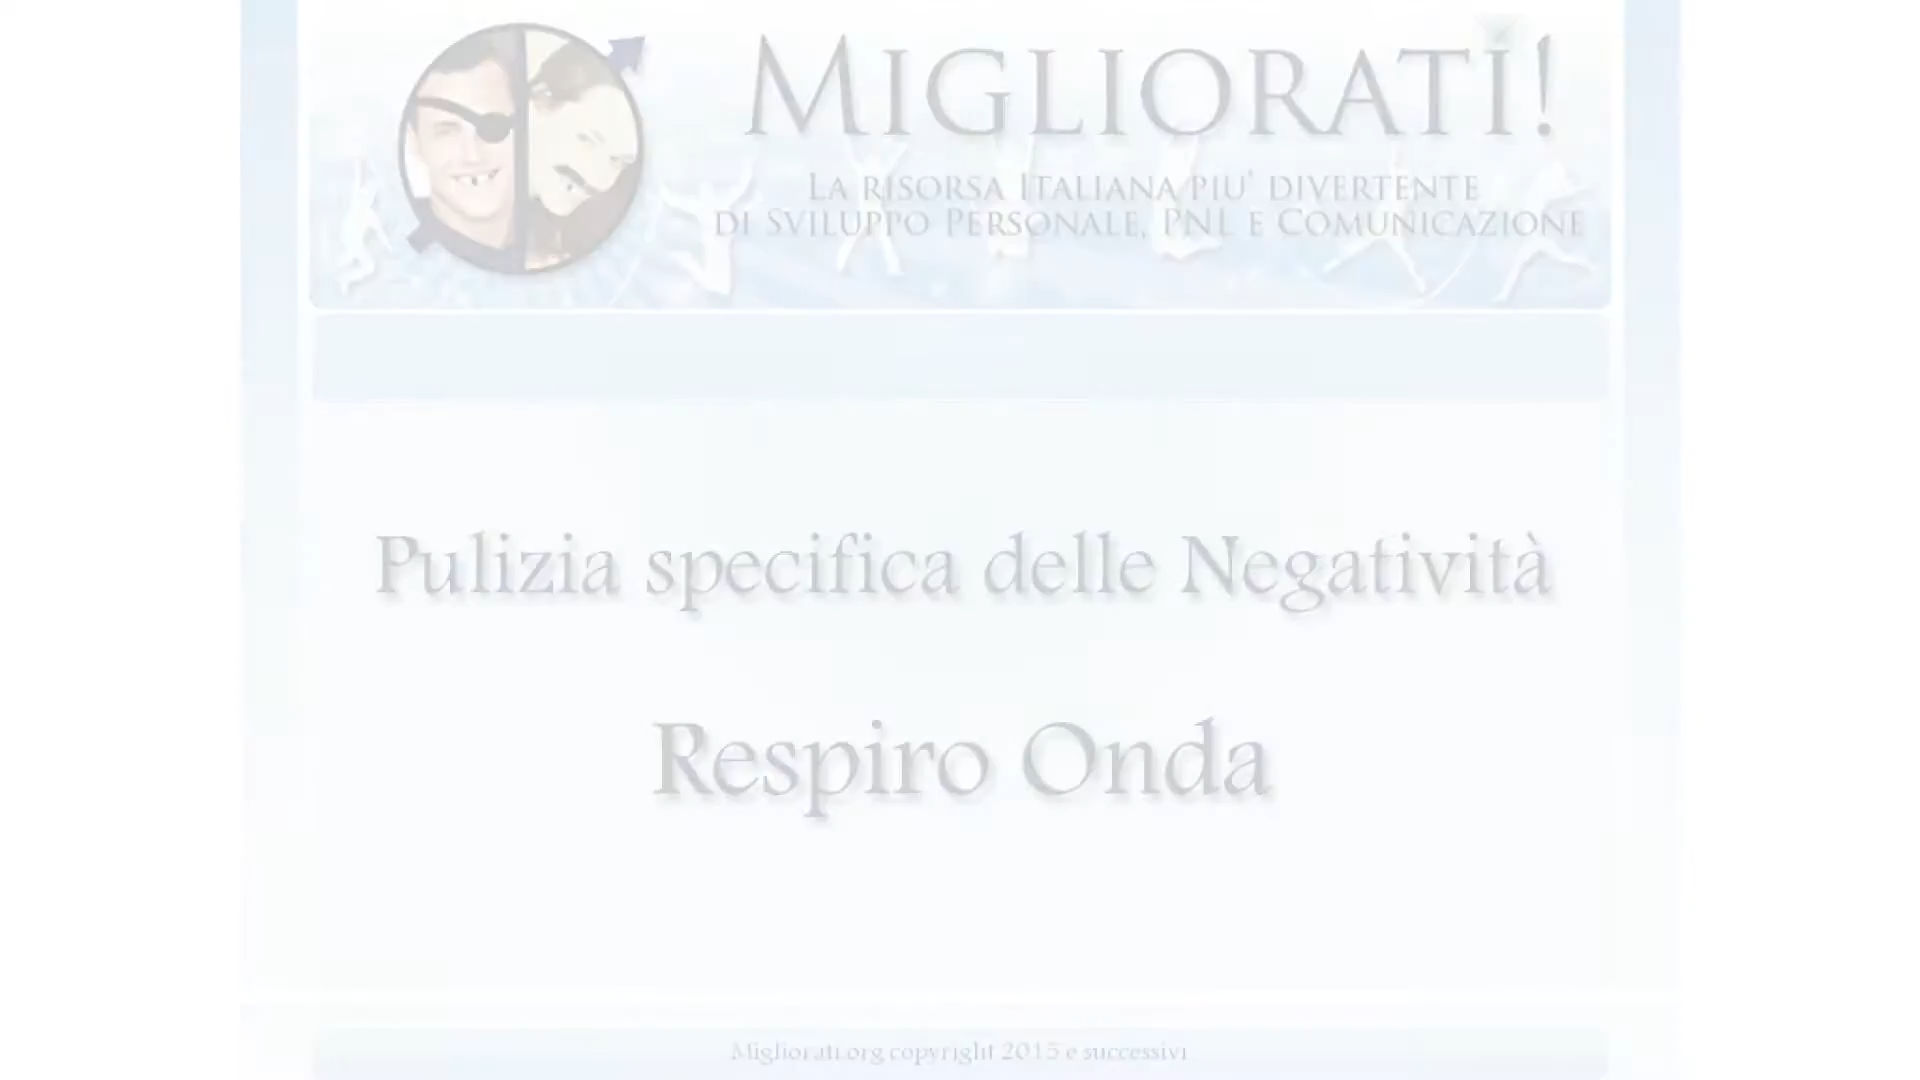 MIGLIORATI!
LA RISORSA ITALIANA PIU' DIVERTENTE
DI SVILUPPO PERSONALE, PNL E COMUNICAZIONE
Pulizia specifica delle Negatività
Respiro Onda
Migliorati.org copyright 2015 e successivi